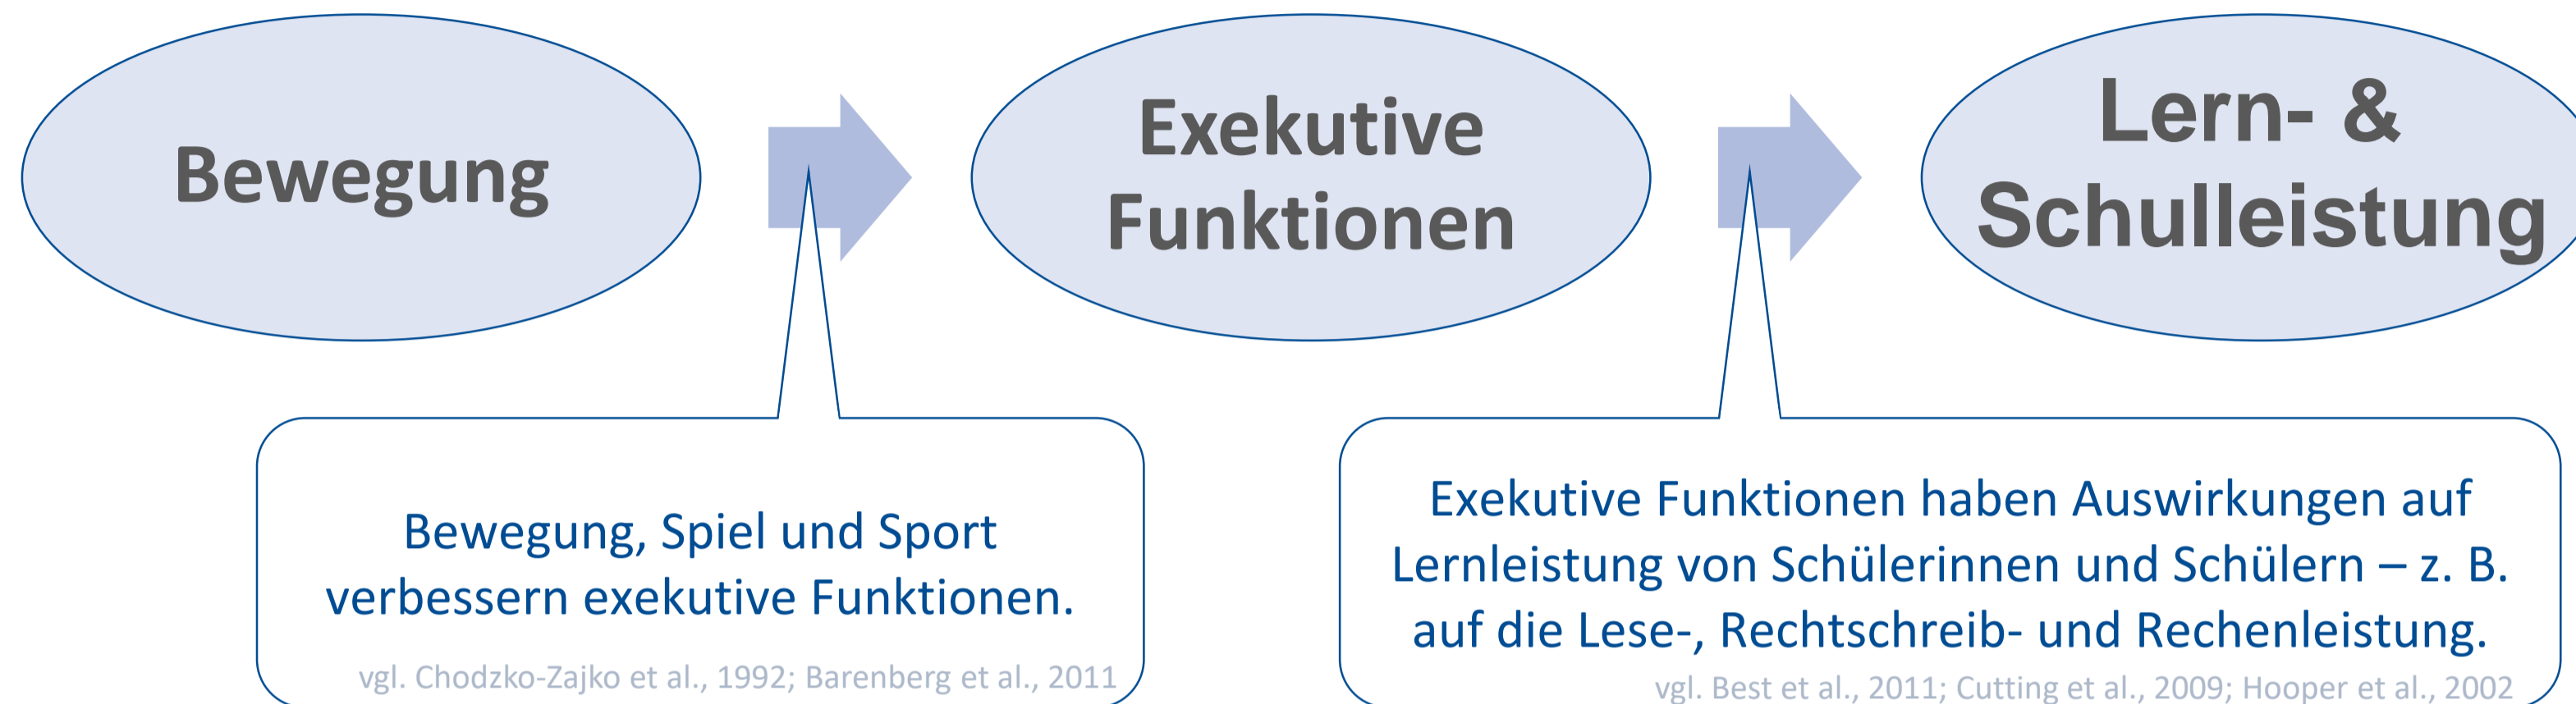 Bewegung
Exekutive
Funktionen
Lern- &
Schulleistung
Bewegung, Spiel und Sport
verbessern exekutive Funktionen.
vgl. Chodzko-Zajko et al., 1992; Barenberg et al., 2011
Exekutive Funktionen haben Auswirkungen auf
Lernleistung von Schülerinnen und Schülern – z. B.
auf die Lese-, Rechtschreib- und Rechenleistung.
vgl. Best et al., 2011; Cutting et al., 2009; Hooper et al., 2002